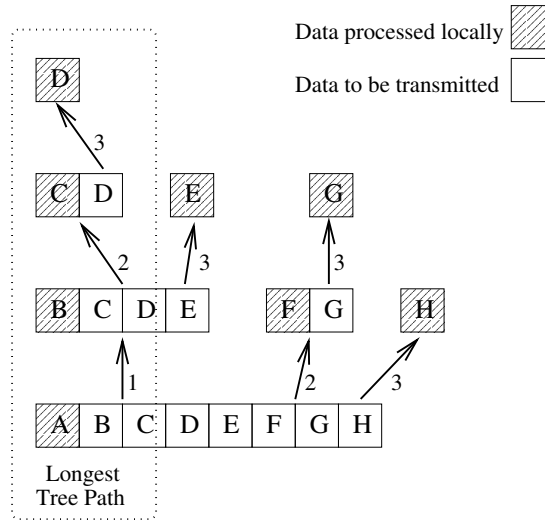 Data processed locally
Data to be transmitted
D
3
C D E G
2 3 3
B C D E F G H
1 2 3
A B C D E F G H
Longest
Tree Path